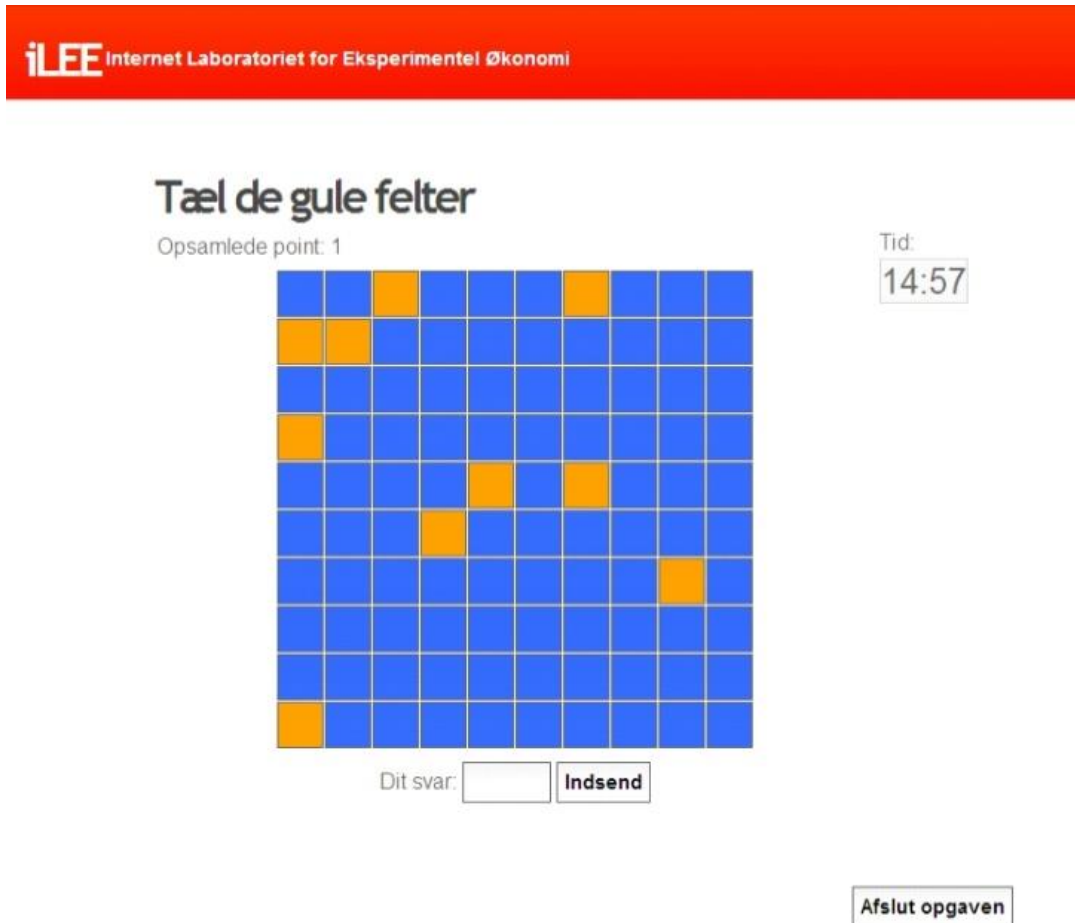 iLEE Internet Laboratoriet for Eksperimentel Økonomi
Tæl de gule felter
Opsamlede point: 1
Tid:
14:57
Dit svar:
Indsend
Afslut opgaven